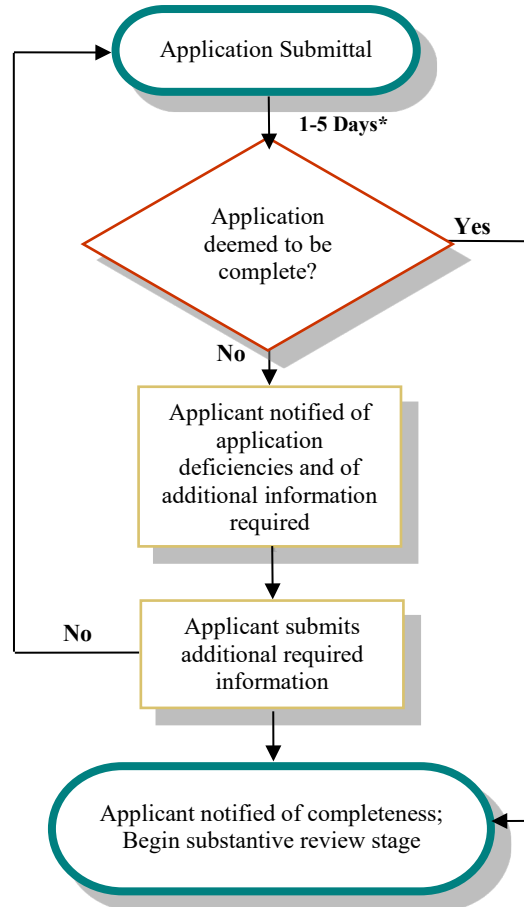 Application Submittal
1-5 Days*
Application
deemed to be
complete?
Yes
No
Applicant notified of
application
deficiencies and of
additional information
required
No
Applicant submits
additional required
information
Applicant notified of completeness;
Begin substantive review stage